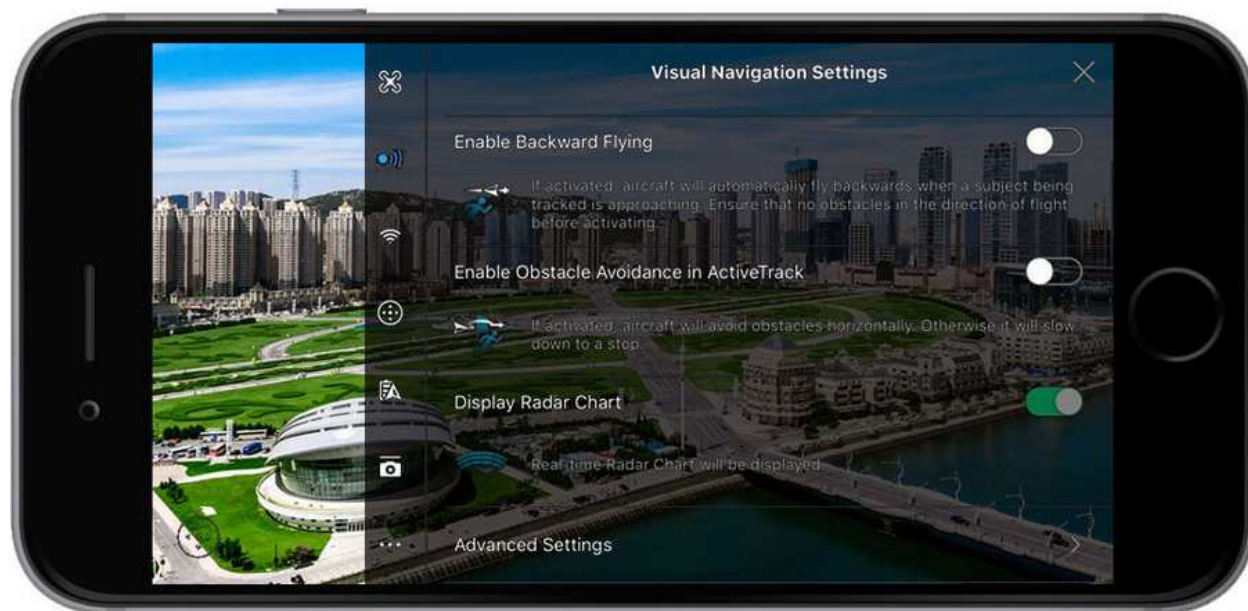 Visual Navigation Settings
Enable Backward Flying
If activated, aircraft will automatically fly backwards when a subject being
tracked is approaching. Ensure that no obstacles in the direction of flight
before activating.
Enable Obstacle Avoidance in ActiveTrack
If activated, aircraft will avoid obstacles horizontally. Otherwise it will slow
down to a stop.
Display Radar Chart
Real-time Radar Chart will be displayed
Advanced Settings